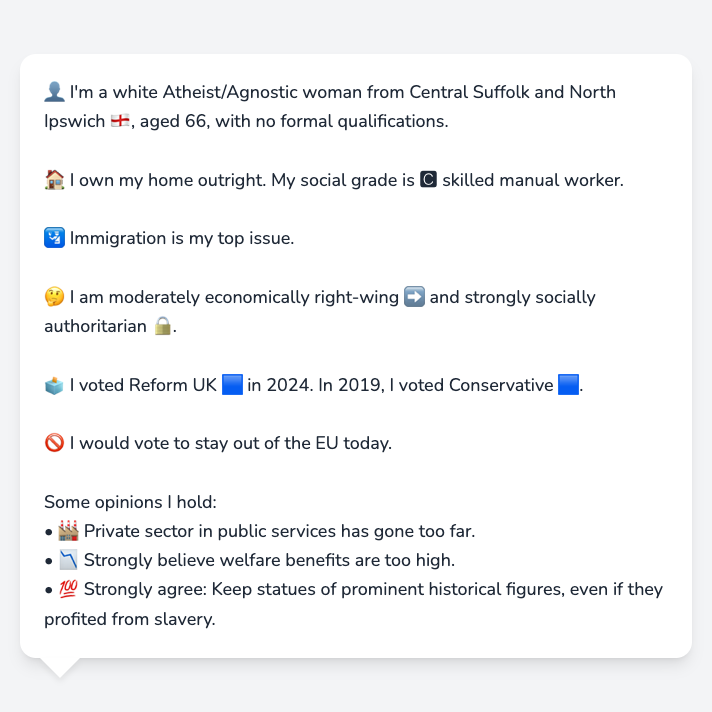 👤 I'm a white Atheist/Agnostic woman from Central Suffolk and North
Ipswich 🏴󠁧󠁢󠁥󠁮󠁧󠁿, aged 66, with no formal qualifications.
🏠 I own my home outright. My social grade is 🅲 skilled manual worker.
🛂 Immigration is my top issue.
🤔 I am moderately economically right-wing ➡️ and strongly socially
authoritarian 🔒.
🗳️ I voted Reform UK 🟦 in 2024. In 2019, I voted Conservative 🟦.
🚫 I would vote to stay out of the EU today.
Some opinions I hold:
• 🏭 Private sector in public services has gone too far.
• 📉 Strongly believe welfare benefits are too high.
• 💯 Strongly agree: Keep statues of prominent historical figures, even if they
profited from slavery.